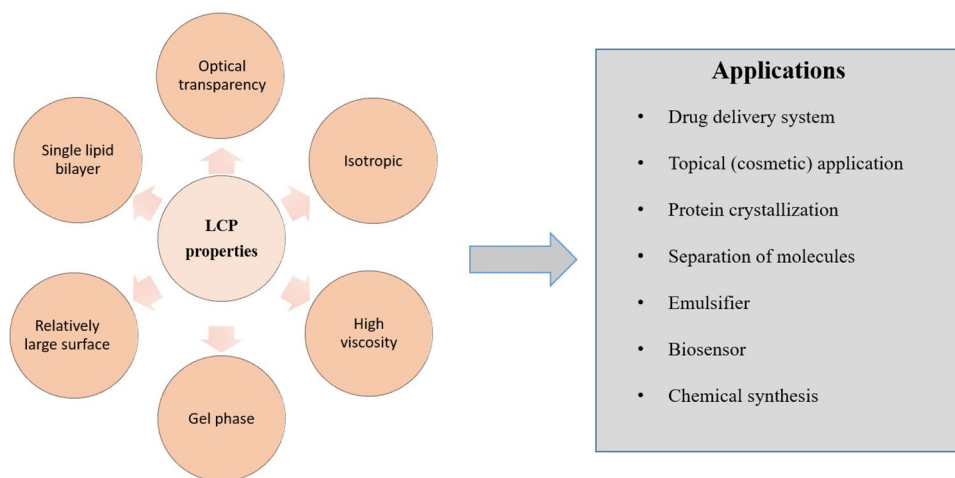 Optical
transparency
Single lipid
bilayer
Isotropic
LCP
properties
Relatively
large surface
High
viscosity
Gel phase
Applications
• Drug delivery system
• Topical (cosmetic) application
• Protein crystallization
• Separation of molecules
• Emulsifier
• Biosensor
• Chemical synthesis